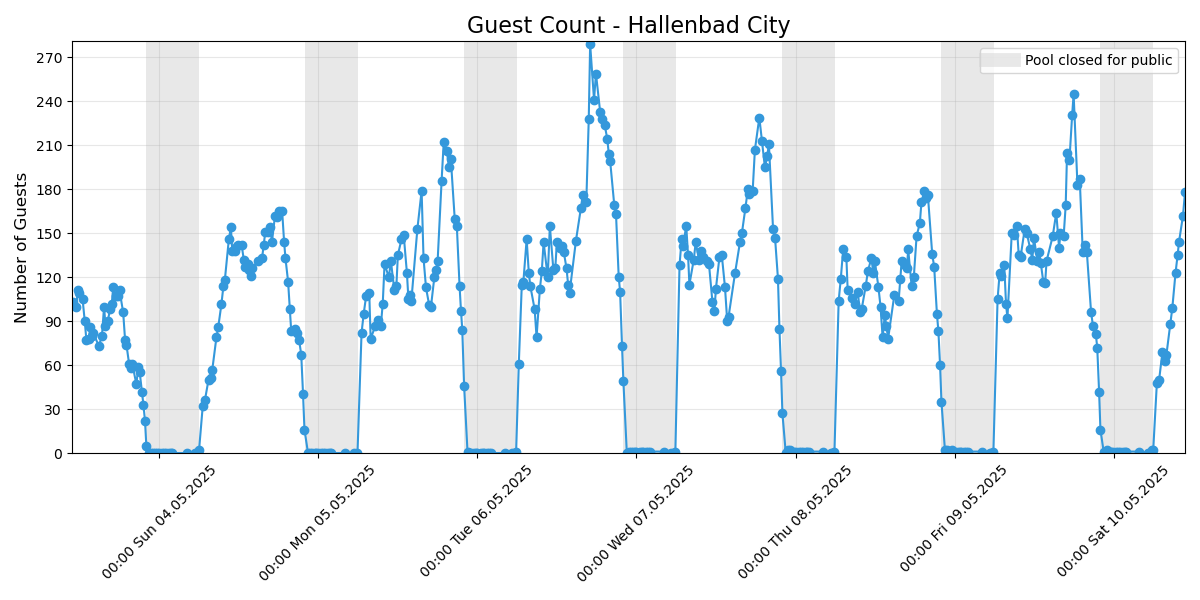 Guest Count - Hallenbad City
Pool closed for public
Number of Guests
270
240
210
180
150
120
90
60
30
0
00:00 Sun 04.05.2025
00:00 Mon 05.05.2025
00:00 Tue 06.05.2025
00:00 Wed 07.05.2025
00:00 Thu 08.05.2025
00:00 Fri 09.05.2025
00:00 Sat 10.05.2025